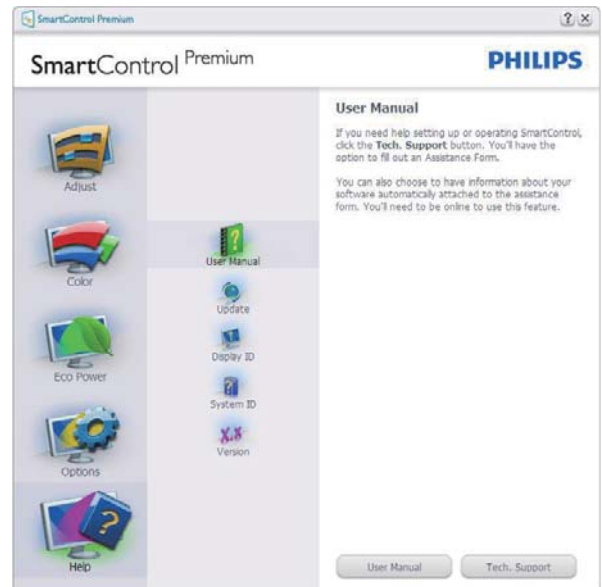 SmartControl Premium
? ×
SmartControl Premium
PHILIPS
Adjust
Color
Eco Power
Options
?
Help
?
User Manual
Update
?
Display ID
?
System ID
X.X
Version
User Manual
If you need help setting up or operating SmartControl,
click the Tech. Support button. You'll have the
option to fill out an Assistance Form.
You can also choose to have information about your
software automatically attached to the assistance
form. You'll need to be online to use this feature.
User Manual
Tech. Support